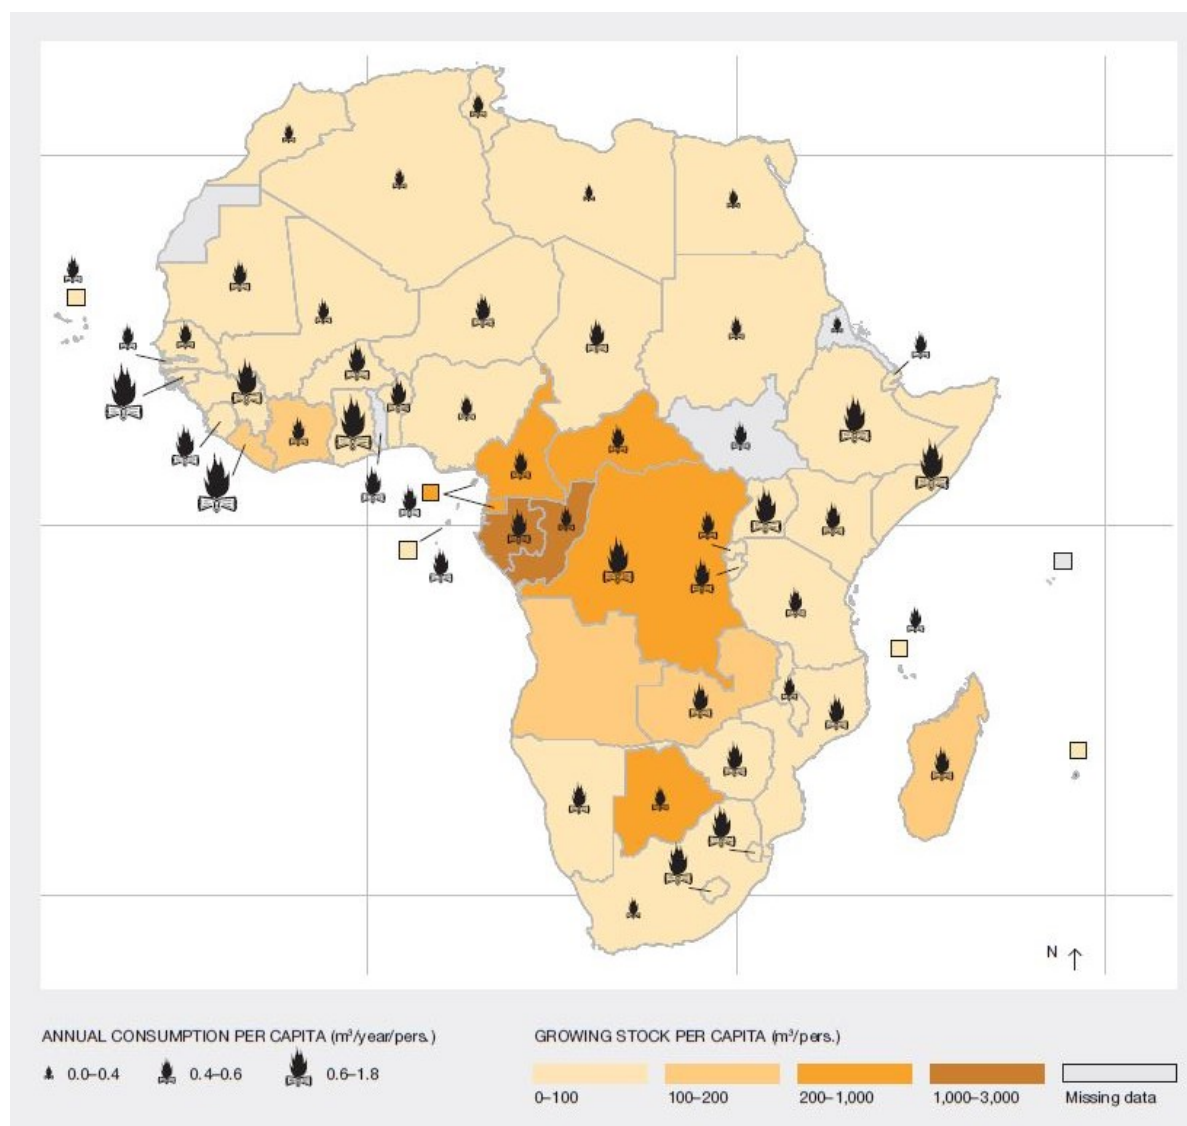 N
ANNUAL CONSUMPTION PER CAPITA (m³/year/pers.)
0.0–0.4 0.4–0.6 0.6–1.8
GROWING STOCK PER CAPITA (m³/pers.)
0–100 100–200 200–1,000 1,000–3,000 Missing data